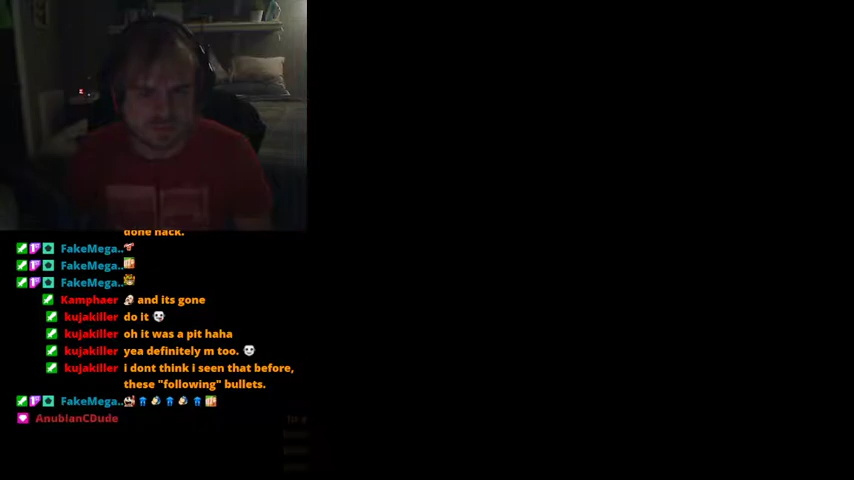 done hack.
FakeMega..
FakeMega..
FakeMega..
Kamphaer and its gone
kujakiller do it
kujakiller oh it was a pit haha
kujakiller yea definitely m too.
kujakiller i dont think i seen that before,
these "following" bullets.
FakeMega..
AnubianCDude